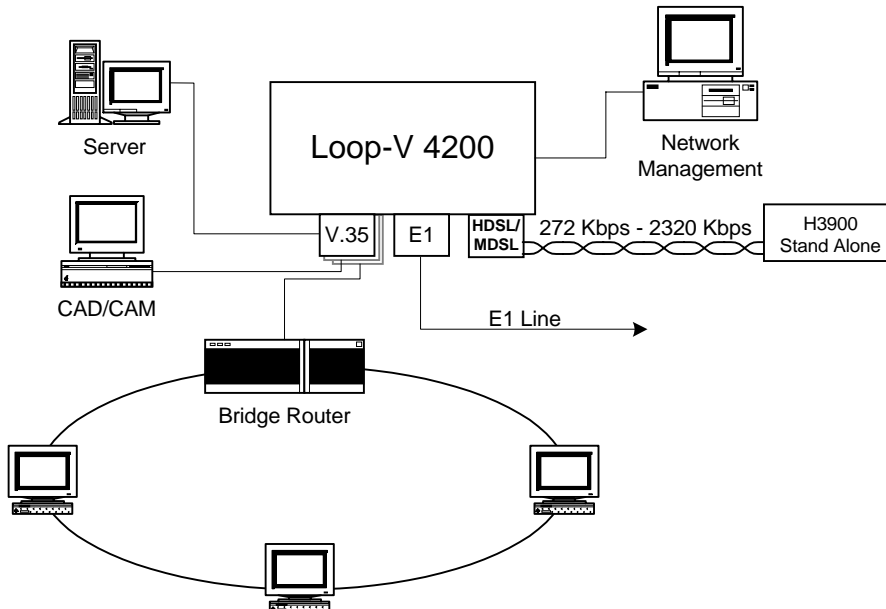 Server
Loop-V 4200
Network
Management
V.35
E1
HDSL/
MDSL
272 Kbps - 2320 Kbps
H3900
Stand Alone
CAD/CAM
E1 Line
Bridge Router